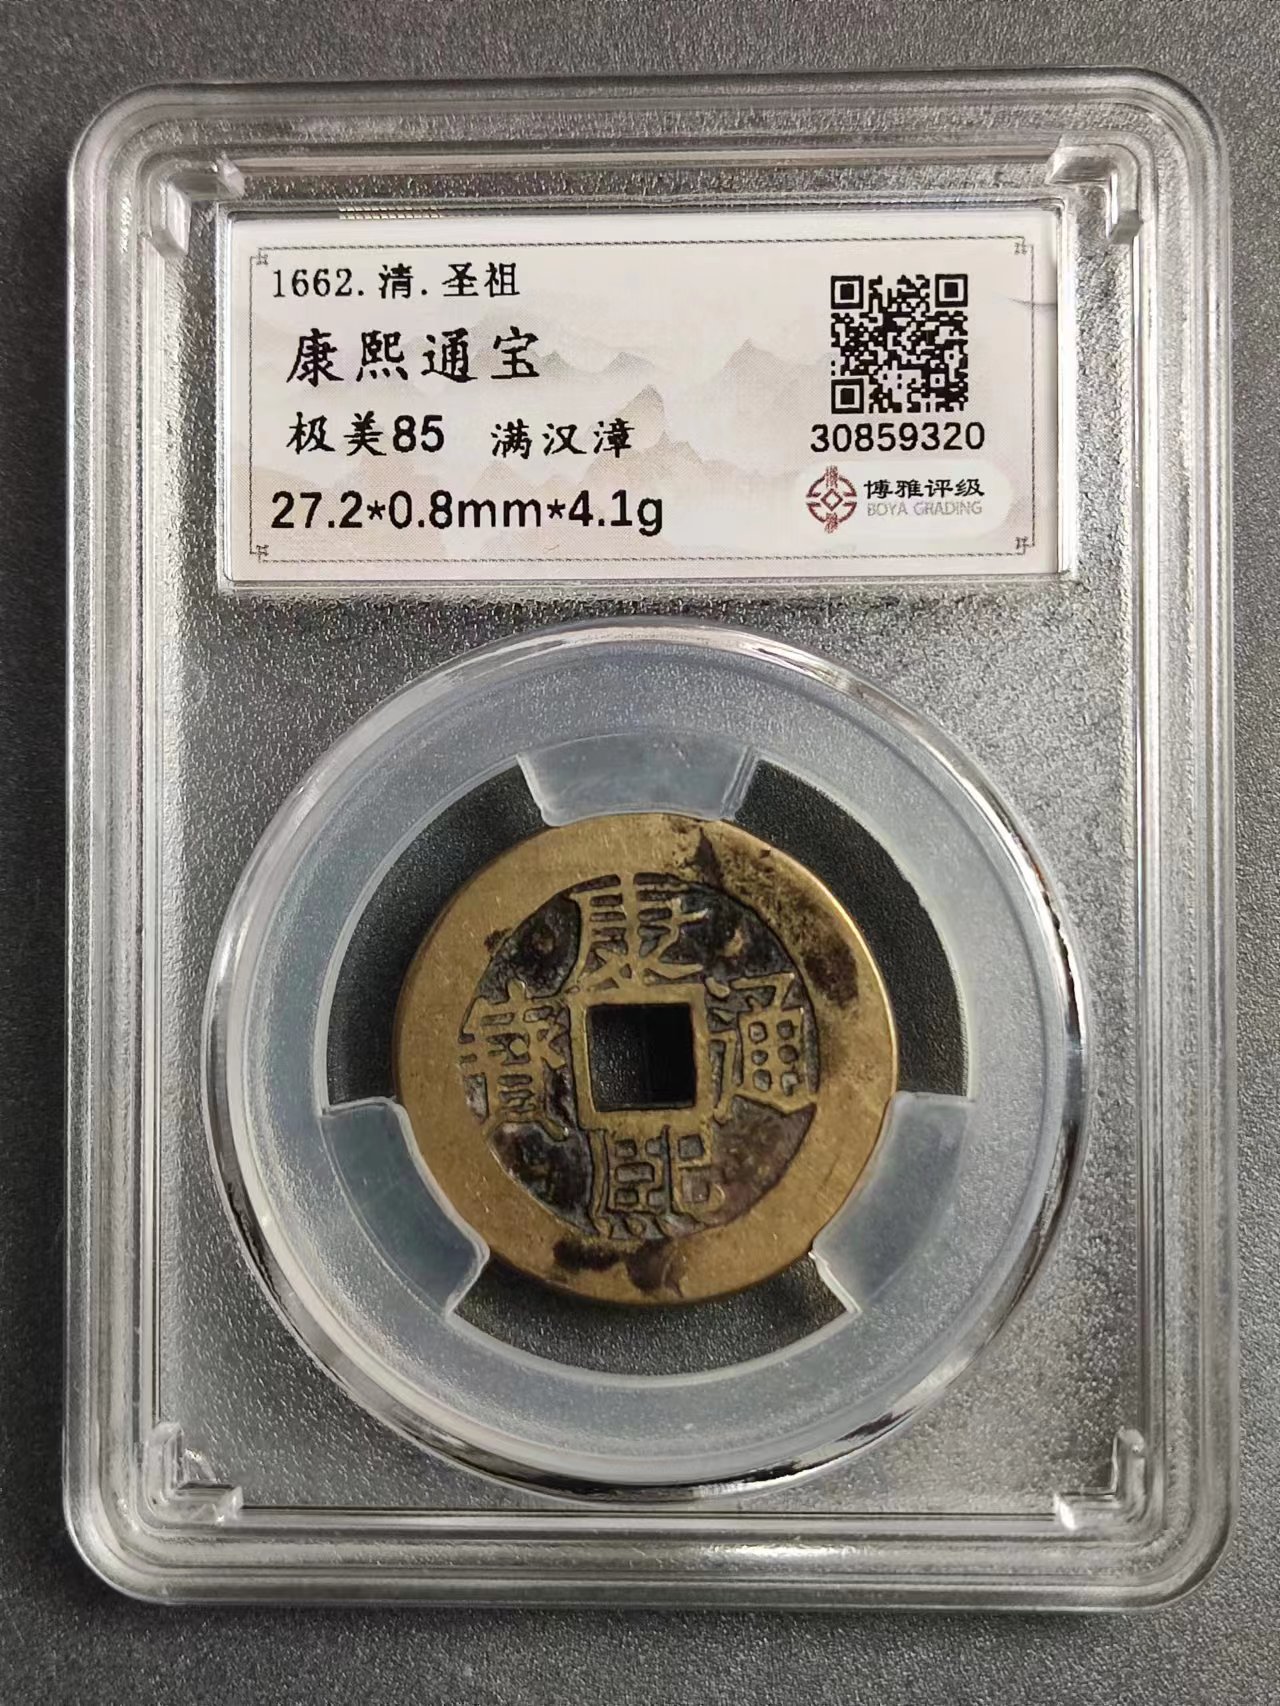 1662.清.圣祖
康熙通宝
极美85 满汉漳
27.2*0.8mm*4.1g
30859320
博雅评级
BOYA GRADING
康熙通寳